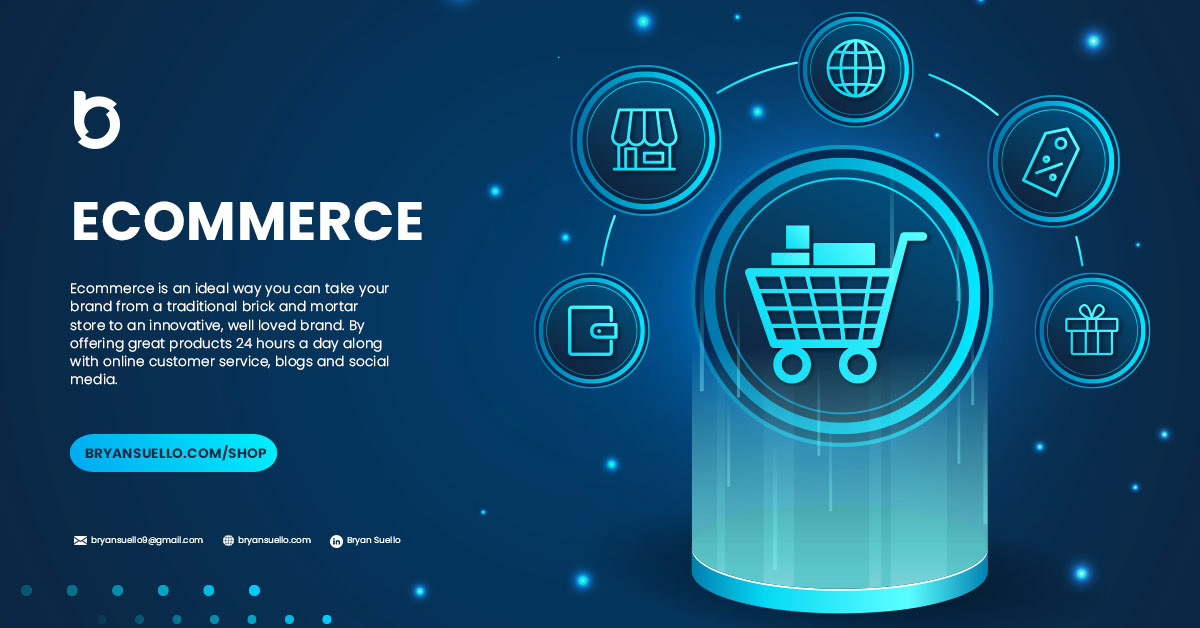 b
ECOMMERCE
Ecommerce is an ideal way you can take your
brand from a traditional brick and mortar
store to an innovative, well loved brand. By
offering great products 24 hours a day along
with online customer service, blogs and social
media.
BRYANSUELLO.COM/SHOP
bryansuello9@gmail.com bryansuello.com in Bryan Suello